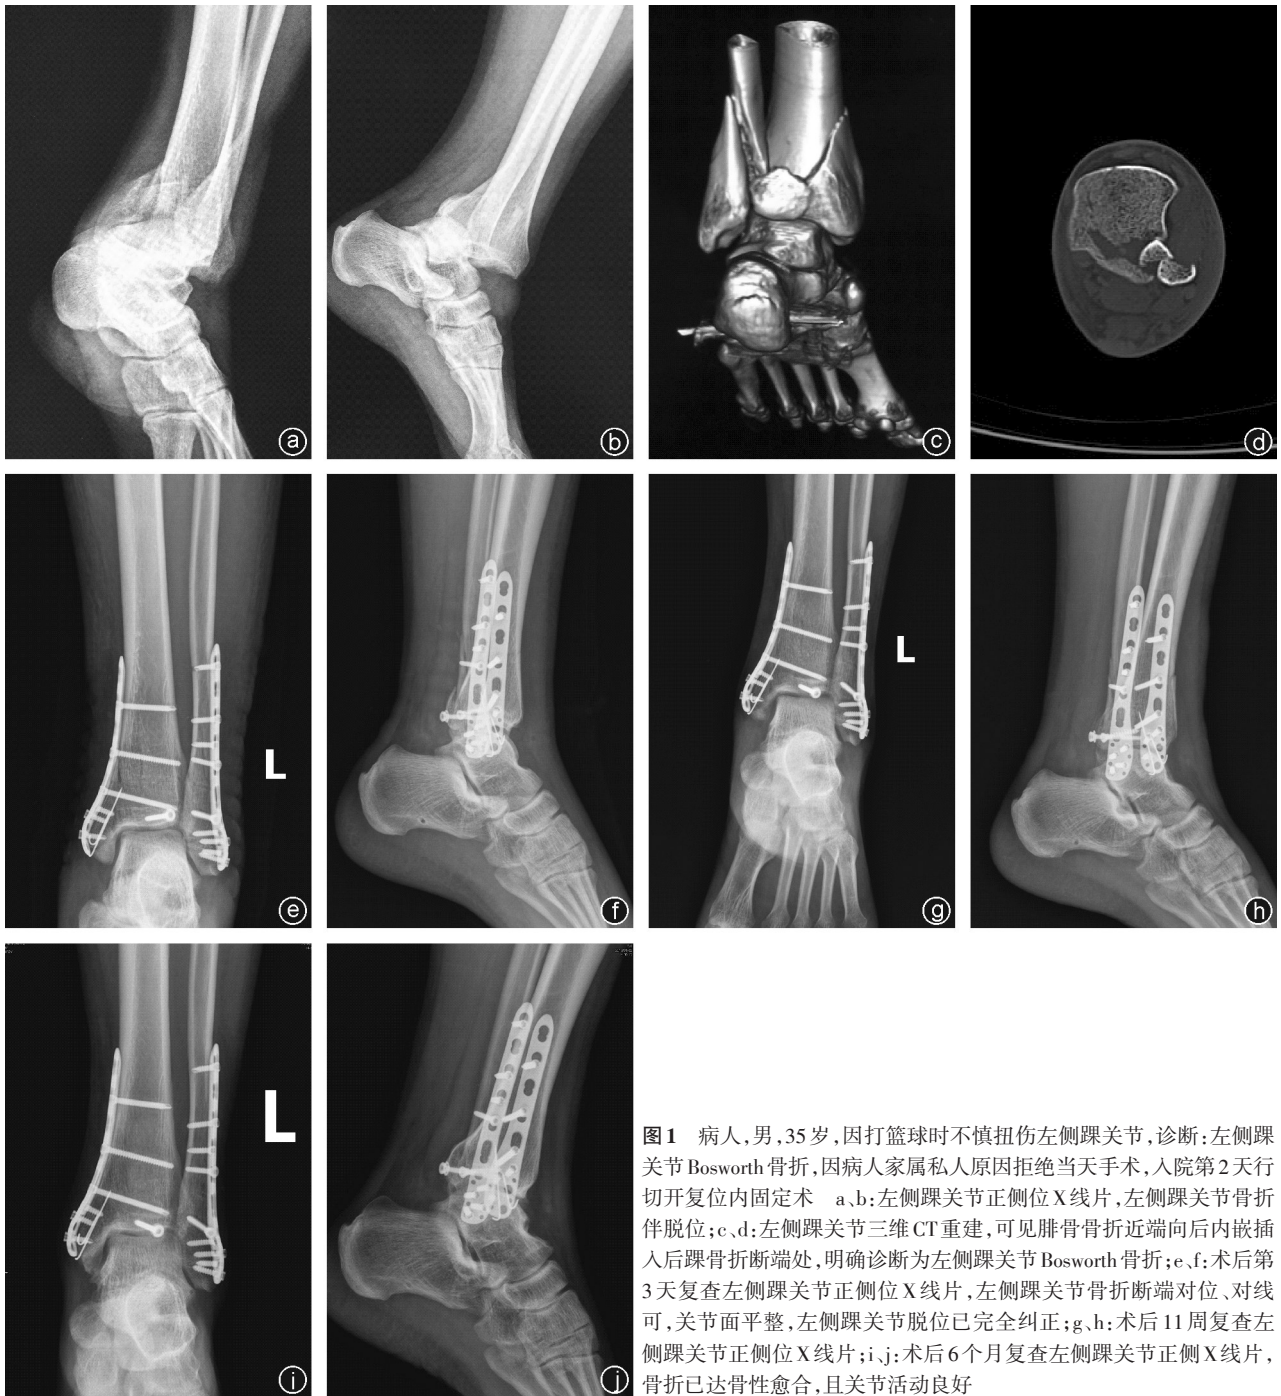 a
b
c
d
L
e
f
L
g
h
L
i
j
图1 病人,男,35岁,因打篮球时不慎扭伤左侧踝关节,诊断:左侧踝
关节Bosworth骨折,因病人家属私人原因拒绝当天手术,入院第2天行
切开复位内固定术 a、b:左侧踝关节正侧位X线片,左侧踝关节骨折
伴脱位;c、d:左侧踝关节三维CT重建,可见腓骨骨折近端向后内嵌插
入后踝骨折断端处,明确诊断为左侧踝关节Bosworth骨折;e、f:术后第
3天复查左侧踝关节正侧位X线片,左侧踝关节骨折断端对位、对线
可,关节面平整,左侧踝关节脱位已完全纠正;g、h:术后11周复查左
侧踝关节正侧位X线片;i、j:术后6个月复查左侧踝关节正侧X线片,
骨折已达骨性愈合,且关节活动良好